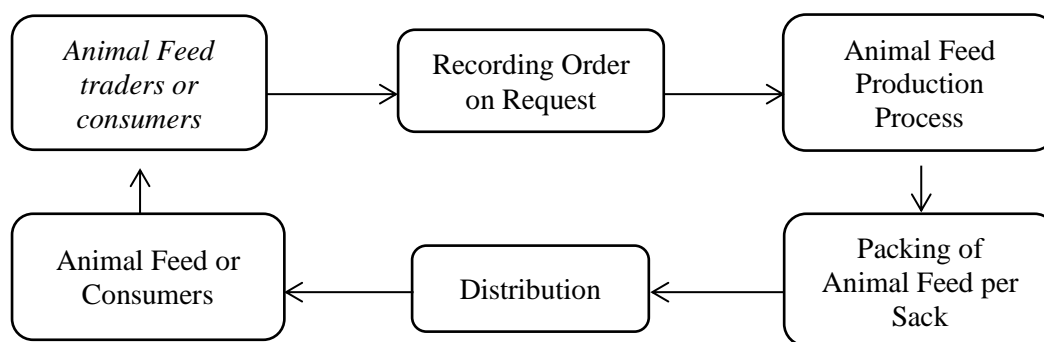 Animal Feed
traders or
consumers
Recording Order
on Request
Animal Feed
Production
Process
Animal Feed or
Consumers
Distribution
Packing of
Animal Feed per
Sack